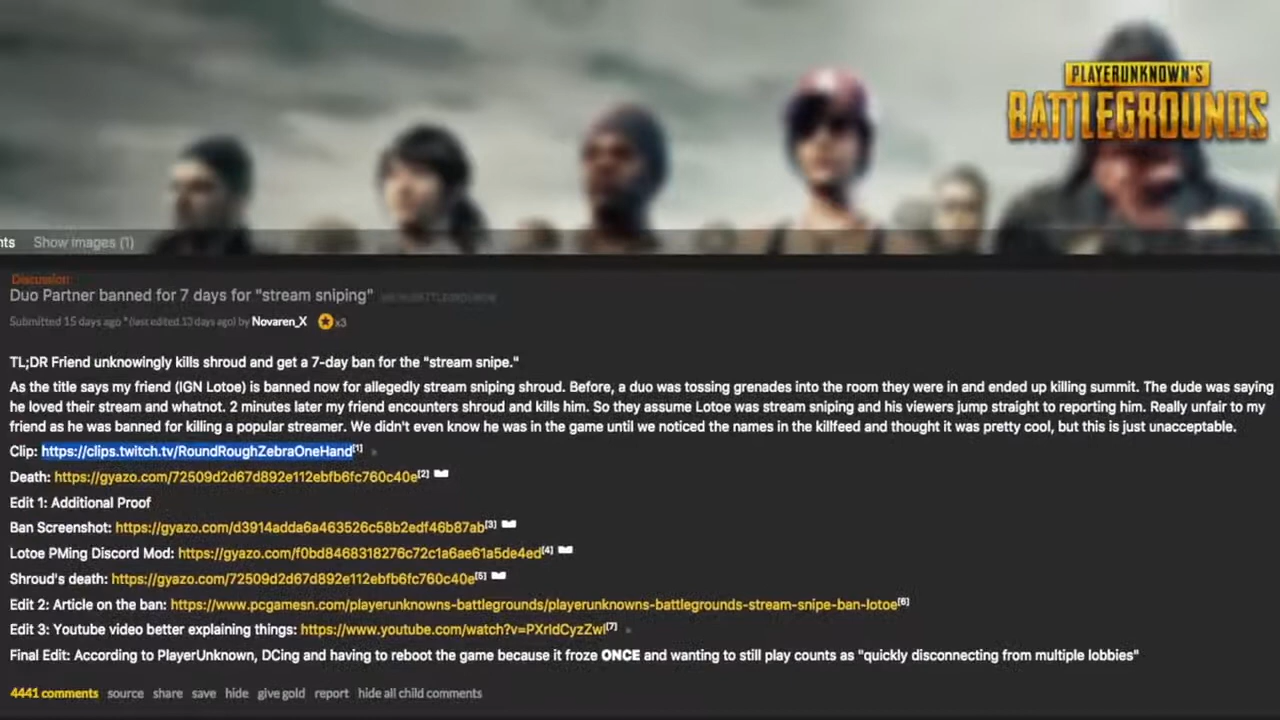 PLAYERUNKNOWN'S
BATTLEGROUNDS
nts Show images (1)
Discussion
Duo Partner banned for 7 days for "stream sniping"
Submitted 15 days ago * (last edited 13 days ago) by Novaren_X x3
TL;DR Friend unknowingly kills shroud and get a 7-day ban for the "stream snipe."
As the title says my friend (IGN Lotoe) is banned now for allegedly stream sniping shroud. Before, a duo was tossing grenades into the room they were in and ended up killing summit. The dude was saying
he loved their stream and whatnot. 2 minutes later my friend encounters shroud and kills him. So they assume Lotoe was stream sniping and his viewers jump straight to reporting him. Really unfair to my
friend as he was banned for killing a popular streamer. We didn't even know he was in the game until we noticed the names in the killfeed and thought it was pretty cool, but this is just unacceptable.
Clip: https://clips.twitch.tv/RoundRoughZebraOneHand[1]
Death: https://gyazo.com/72509d2d67d892e112ebfb6fc760c40e[2]
Edit 1: Additional Proof
Ban Screenshot: https://gyazo.com/d3914adda6a463526c58b2edf46b87ab[3]
Lotoe PMing Discord Mod: https://gyazo.com/f0bd8468318276c72c1a6ae61a5de4ed[4]
Shroud's death: https://gyazo.com/72509d2d67d892e112ebfb6fc760c40e[5]
Edit 2: Article on the ban: https://www.pcgamesn.com/playerunknowns-battlegrounds/playerunknowns-battlegrounds-stream-snipe-ban-lotoe[6]
Edit 3: Youtube video better explaining things: https://www.youtube.com/watch?v=PXrIdCyzZwI[7]
Final Edit: According to PlayerUnknown, DCing and having to reboot the game because it froze ONCE and wanting to still play counts as "quickly disconnecting from multiple lobbies"
4441 comments source share save hide give gold report hide all child comments